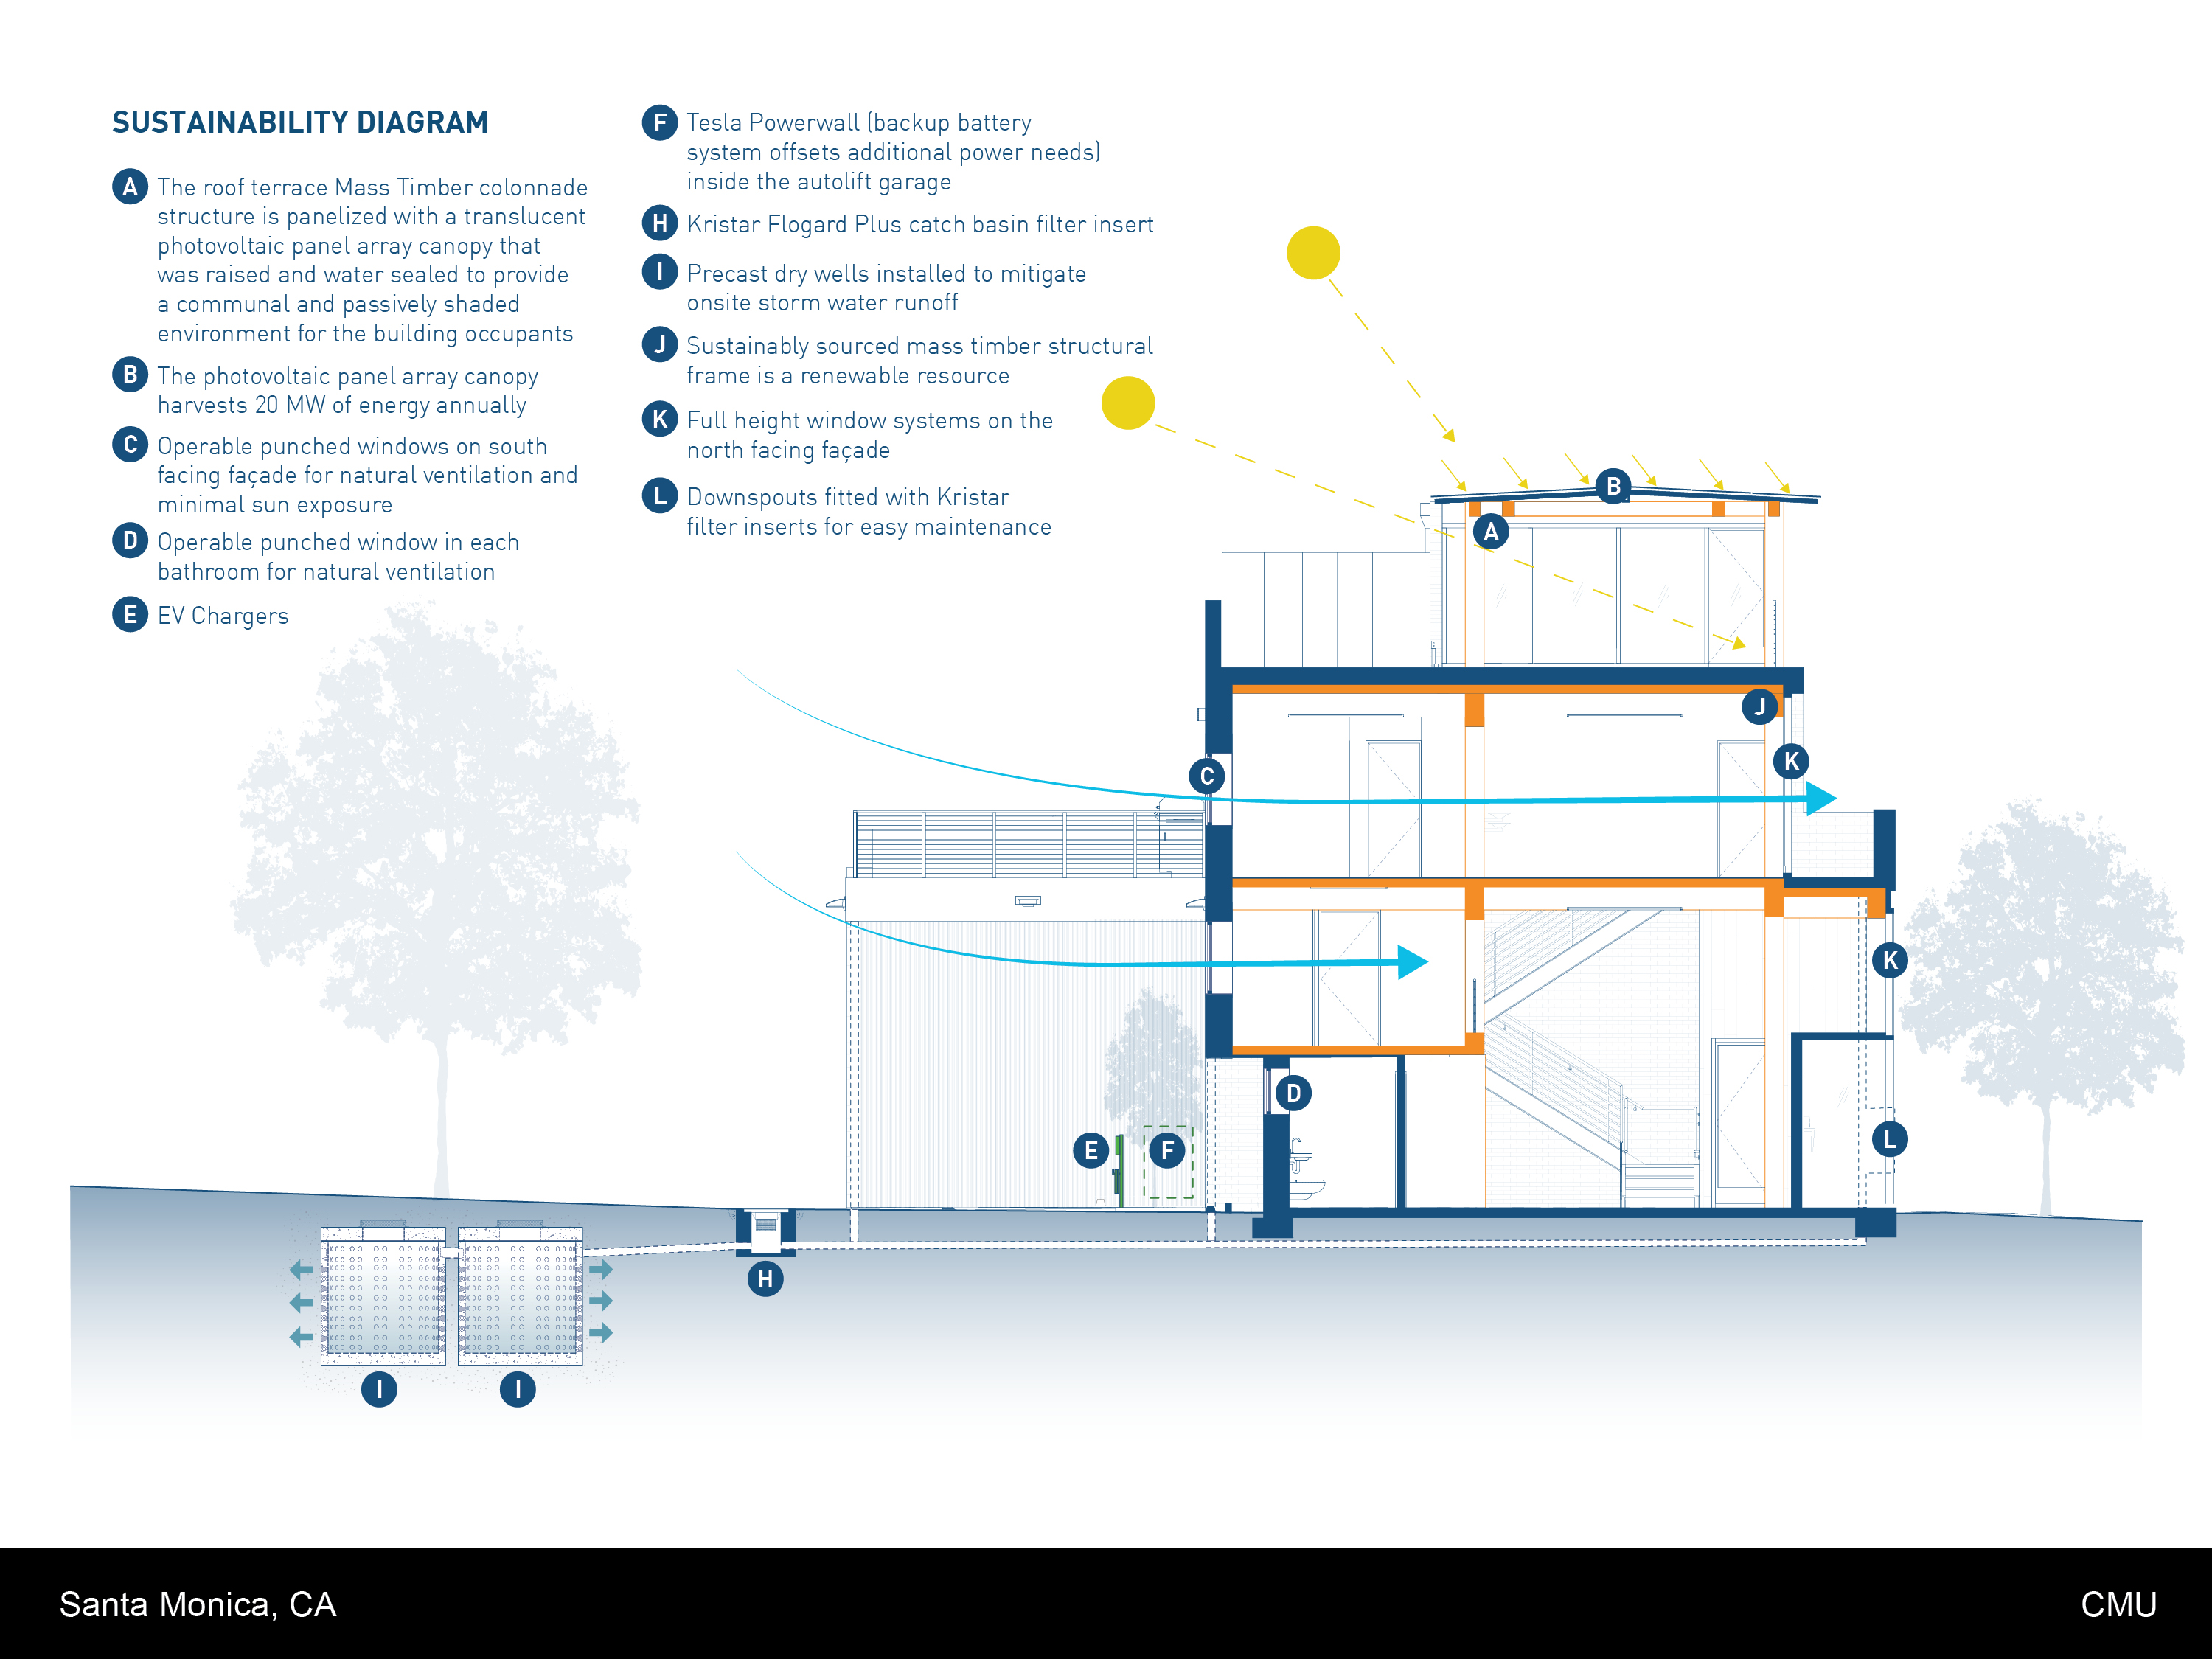 SUSTAINABILITY DIAGRAM
A The roof terrace Mass Timber colonnade
structure is panelized with a translucent
photovoltaic panel array canopy that
was raised and water sealed to provide
a communal and passively shaded
environment for the building occupants
B The photovoltaic panel array canopy
harvests 20 MW of energy annually
C Operable punched windows on south
facing façade for natural ventilation and
minimal sun exposure
D Operable punched window in each
bathroom for natural ventilation
E EV Chargers
F Tesla Powerwall (backup battery
system offsets additional power needs)
inside the autolift garage
H Kristar Flogard Plus catch basin filter insert
I Precast dry wells installed to mitigate
onsite storm water runoff
J Sustainably sourced mass timber structural
frame is a renewable resource
K Full height window systems on the
north facing façade
L Downspouts fitted with Kristar
filter inserts for easy maintenance
B
A
J
K
C
K
D
E
F
L
H
I
I
Santa Monica, CA
CMU